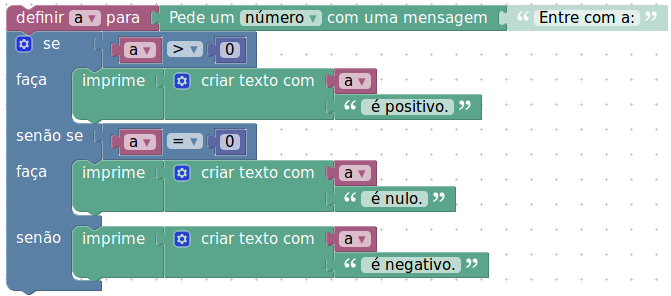 definir a para Pede um número com uma mensagem “ Entre com a: ”
se a > 0
faça imprime criar texto com a
“ é positivo. ”
senão se a = 0
faça imprime criar texto com a
“ é nulo. ”
senão imprime criar texto com a
“ é negativo. ”